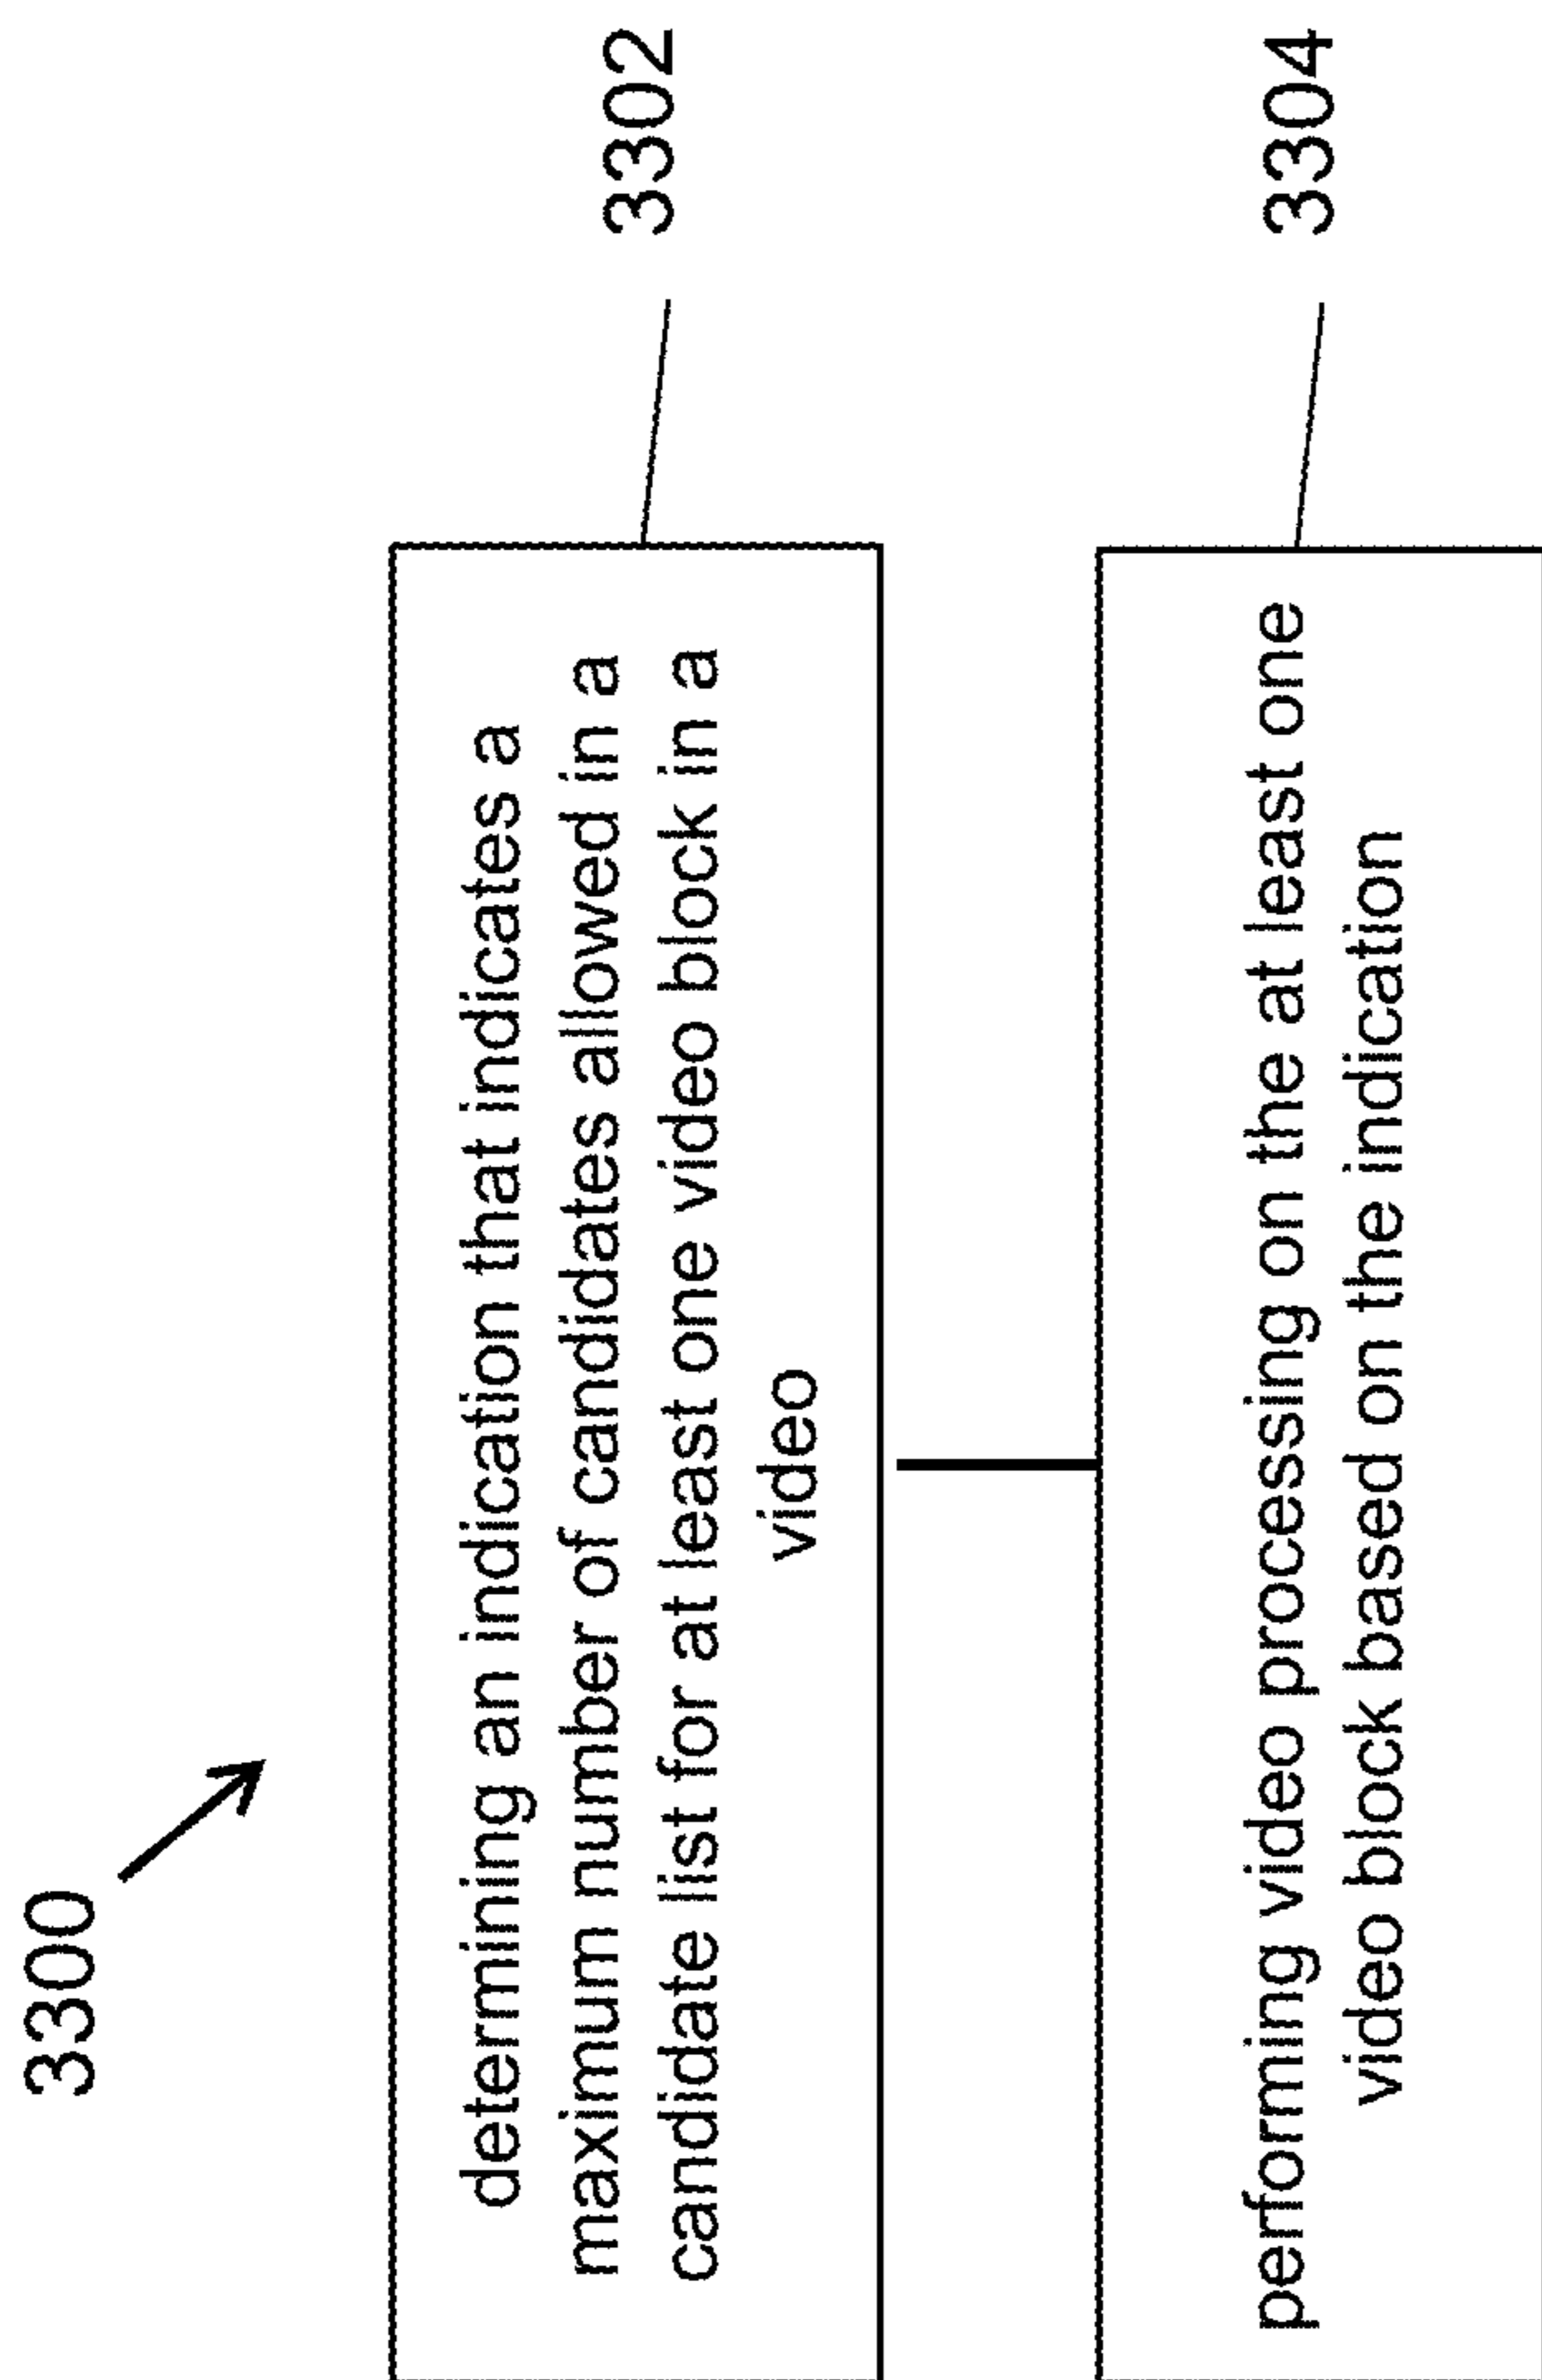 3300
determining an indication that indicates a
maximum number of candidates allowed in a
candidate list for at least one video block in a
video
3302
performing video processing on the at least one
video block based on the indication
3304